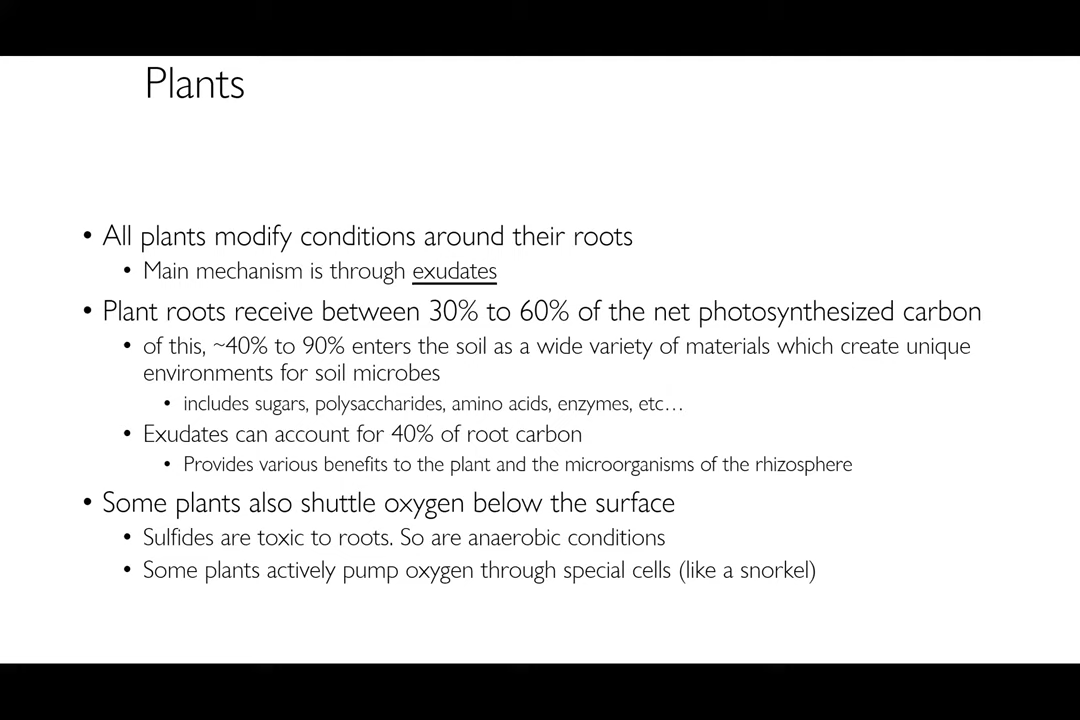 Plants
• All plants modify conditions around their roots
• Main mechanism is through exudates
• Plant roots receive between 30% to 60% of the net photosynthesized carbon
• of this, ~40% to 90% enters the soil as a wide variety of materials which create unique
environments for soil microbes
• includes sugars, polysaccharides, amino acids, enzymes, etc…
• Exudates can account for 40% of root carbon
• Provides various benefits to the plant and the microorganisms of the rhizosphere
• Some plants also shuttle oxygen below the surface
• Sulfides are toxic to roots. So are anaerobic conditions
• Some plants actively pump oxygen through special cells (like a snorkel)